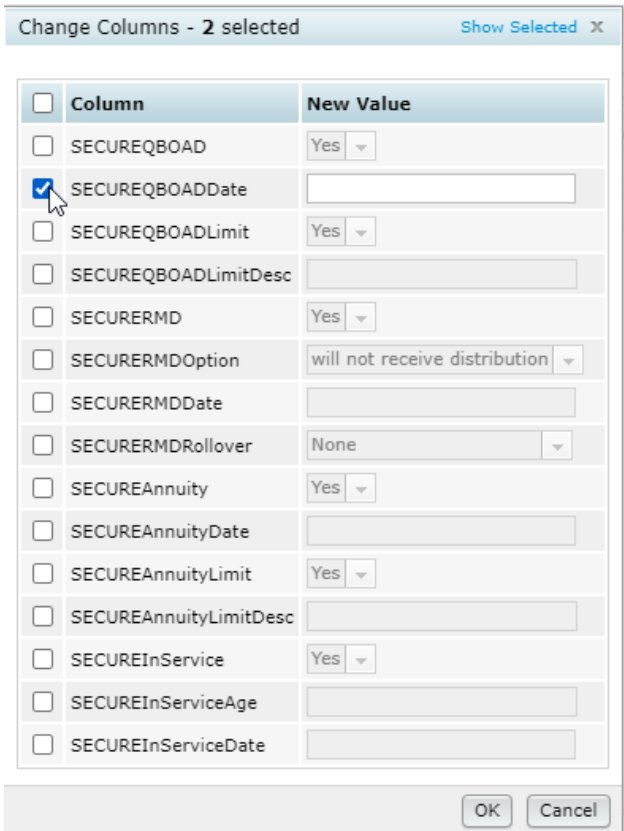 Change Columns - 2 selected Show Selected X
Column New Value
SECUREQBOAD Yes
SECUREQBOADDate
SECUREQBOADLimit Yes
SECUREQBOADLimitDesc
SECURERMD Yes
SECURERMDOption will not receive distribution
SECURERMDDate
SECURERMDRollover None
SECUREAnnuity Yes
SECUREAnnuityDate
SECUREAnnuityLimit Yes
SECUREAnnuityLimitDesc
SECUREInService Yes
SECUREInServiceAge
SECUREInServiceDate
OK Cancel